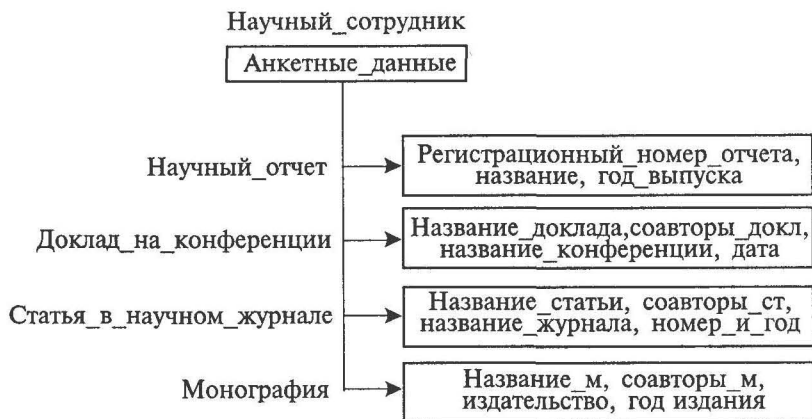 Научный_сотрудник
Анкетные_данные
Научный_отчет
Регистрационный_номер_отчета,
название, год_выпуска
Доклад_на_конференции
Название_доклада,соавторы_докл,
название_конференции, дата
Статья_в_научном_журнале
Название_статьи, соавторы_ст,
название_журнала, номер_и_год
Монография
Название_м, соавторы_м,
издательство, год издания